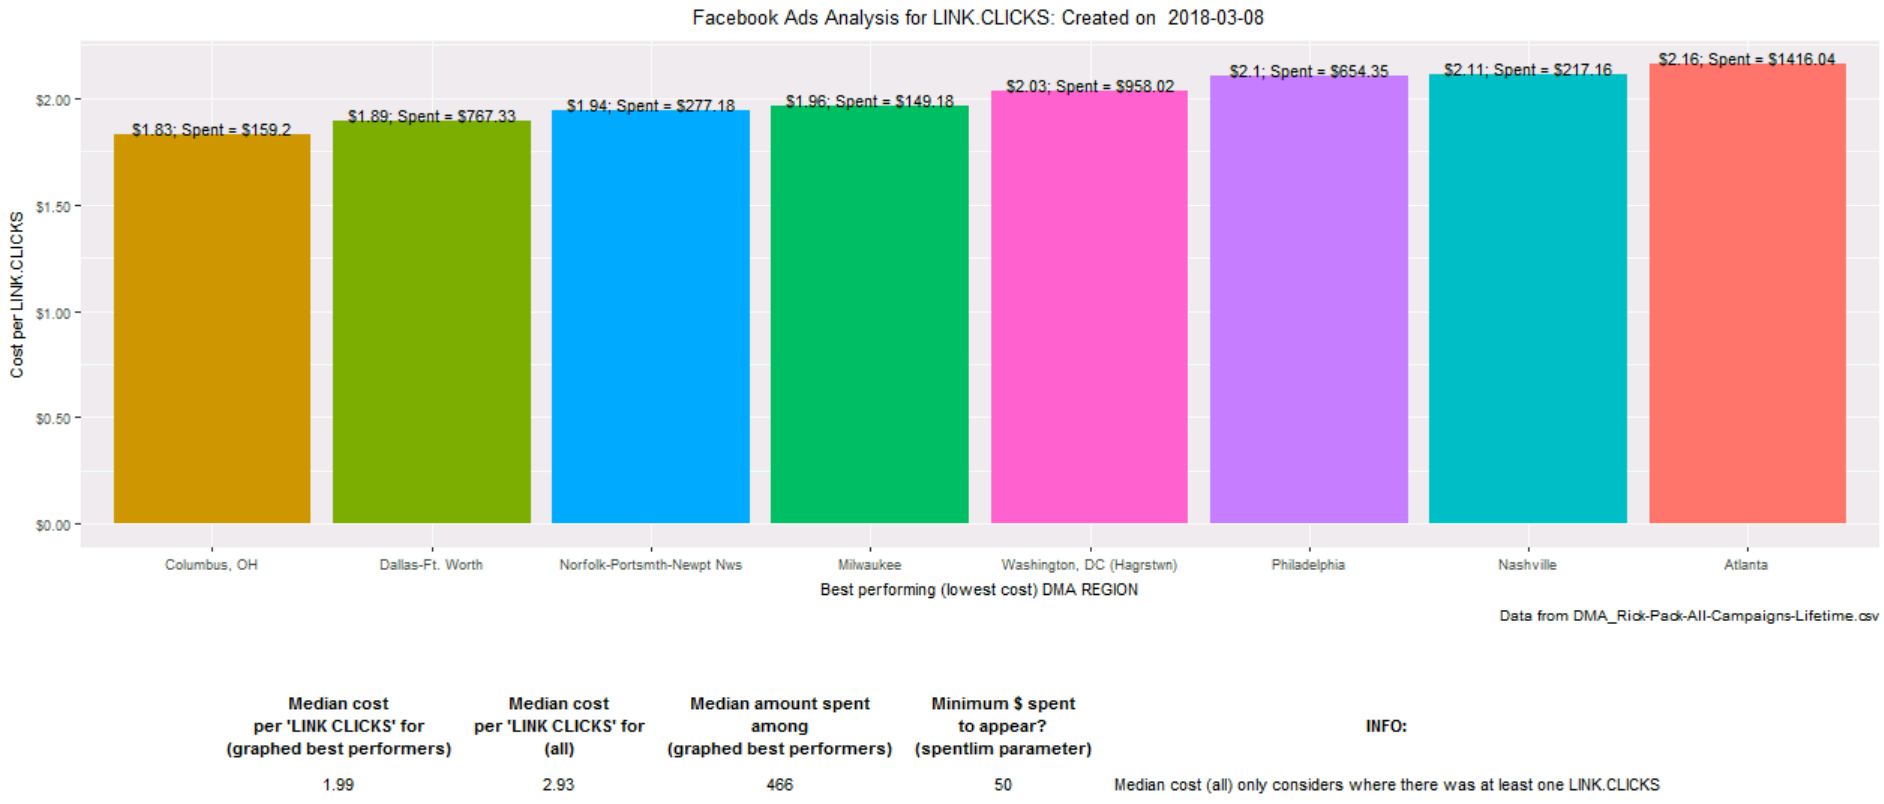 Facebook Ads Analysis for LINK.CLICKS: Created on 2018-03-08
Cost per LINK.CLICKS
$2.00
$1.50
$1.00
$0.50
$0.00
$1.83; Spent = $159.2
$1.89; Spent = $767.33
$1.94; Spent = $277.18
$1.96; Spent = $149.18
$2.03; Spent = $958.02
$2.1; Spent = $654.35
$2.11; Spent = $217.16
$2.16; Spent = $1416.04
Columbus, OH
Dallas-Ft. Worth
Norfolk-Portsmth-Newpt Nws
Milwaukee
Washington, DC (Hagrstwn)
Philadelphia
Nashville
Atlanta
Best performing (lowest cost) DMA REGION
Data from DMA_Rick-Pack-All-Campaigns-Lifetime.csv
Median cost
per 'LINK CLICKS' for
(graphed best performers)
1.99
Median cost
per 'LINK CLICKS' for
(all)
2.93
Median amount spent
among
(graphed best performers)
466
Minimum $ spent
to appear?
(spentlim parameter)
50
INFO:
Median cost (all) only considers where there was at least one LINK.CLICKS